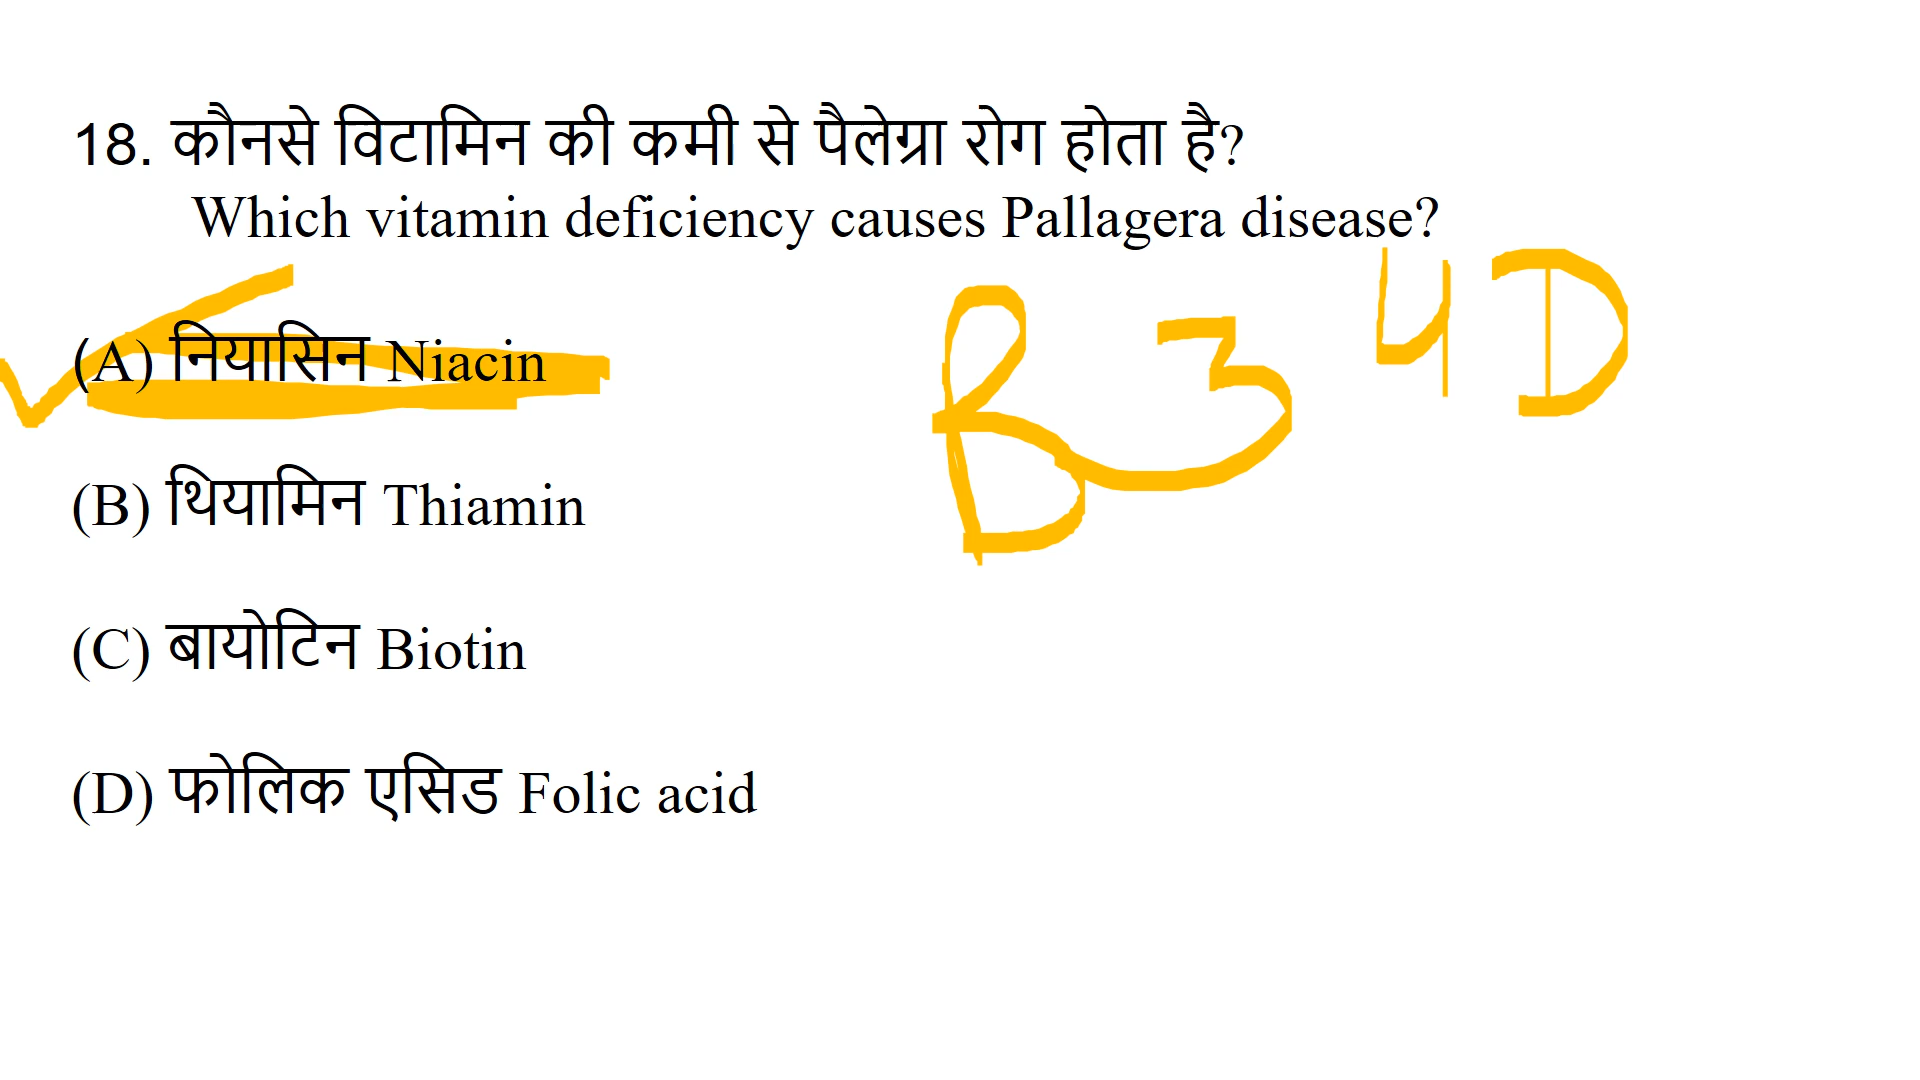 18. कौनसे विटामिन की कमी से पैलेग्रा रोग होता है?
Which vitamin deficiency causes Pallagera disease?
(A) नियासिन Niacin
B3 4D
(B) थियामिन Thiamin
(C) बायोटिन Biotin
(D) फोलिक एसिड Folic acid